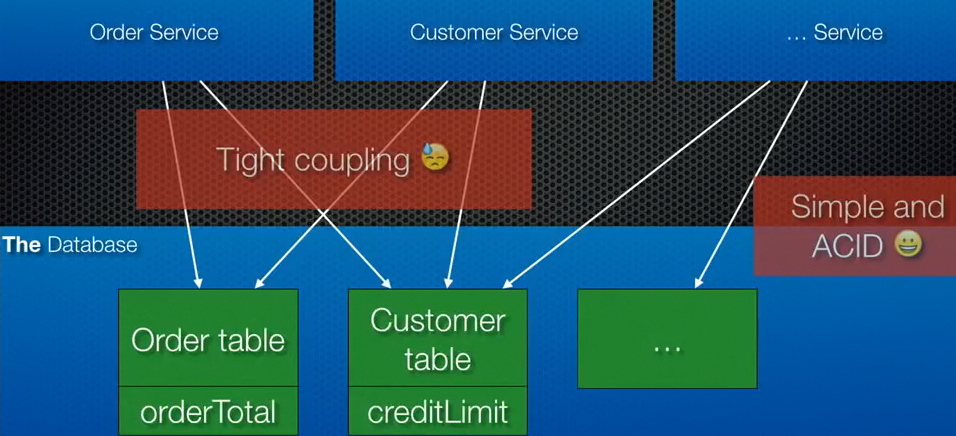 Order Service
Customer Service
... Service
Tight coupling 😓
Simple and
ACID 😀
The Database
Order table
orderTotal
Customer
table
creditLimit
...